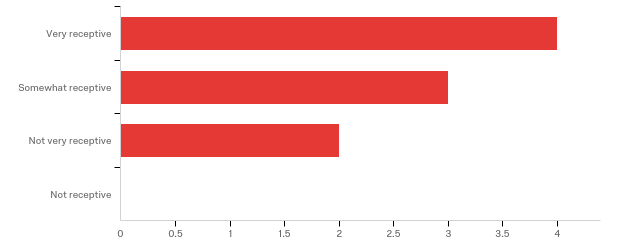 Very receptive
Somewhat receptive
Not very receptive
Not receptive
0 0.5 1 1.5 2 2.5 3 3.5 4